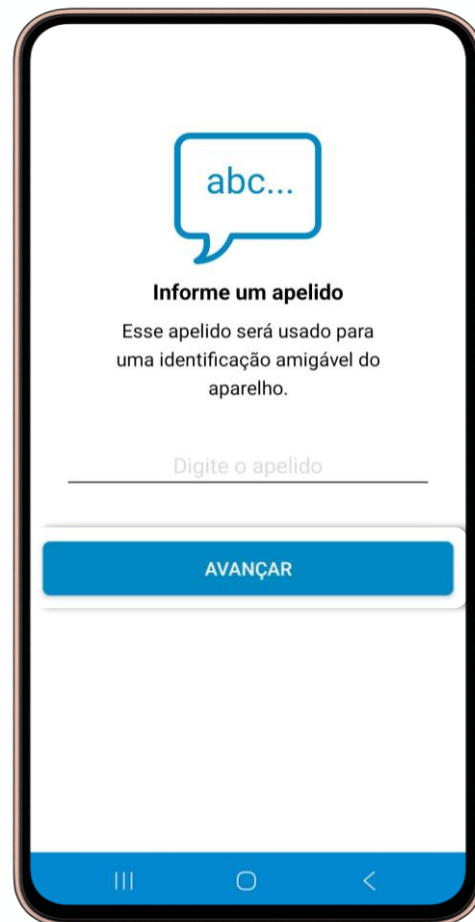 abc...
Informe um apelido
Esse apelido será usado para
uma identificação amigável do
aparelho.
Digite o apelido
AVANÇAR